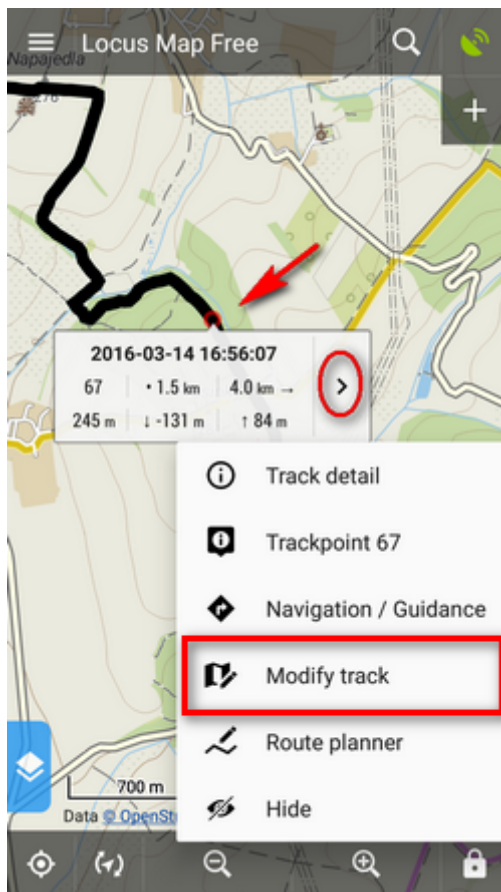 Locus Map Free
Napajedla
276
2016-03-14 16:56:07
67 • 1.5 km 4.0 km →
245 m ↓ -131 m ↑ 84 m
Track detail
Trackpoint 67
Navigation / Guidance
Modify track
Route planner
Hide
700 m
Data © OpenSt